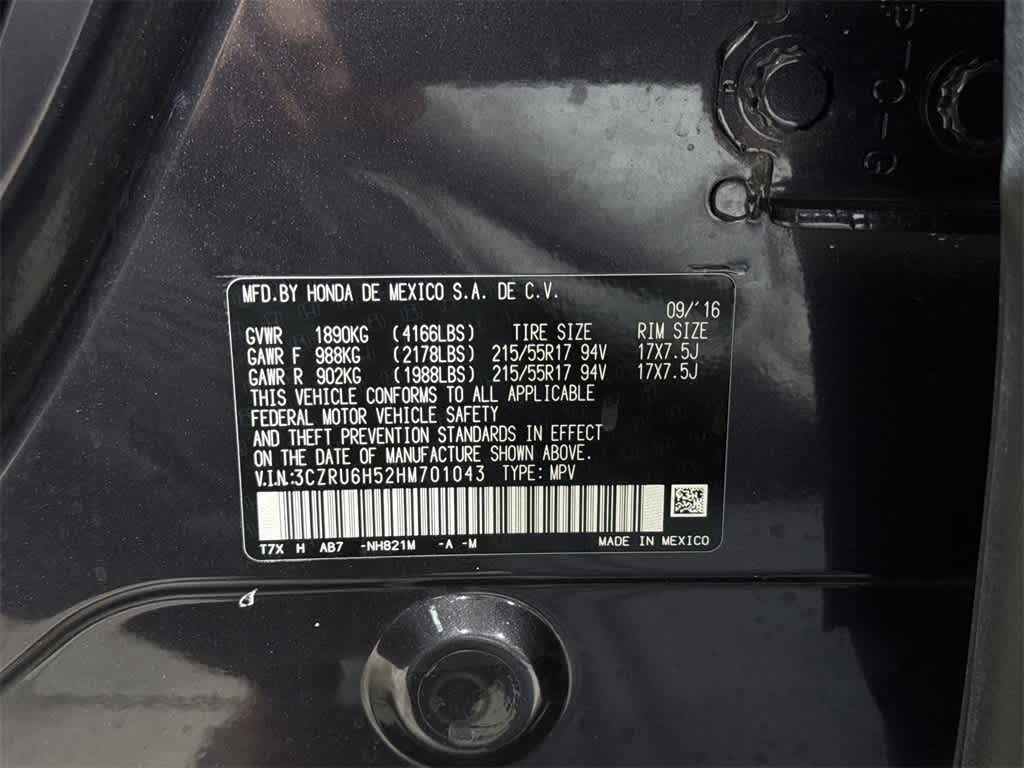 MFD.BY HONDA DE MEXICO S.A. DE C.V.
09/'16
GVWR 1890KG (4166LBS) TIRE SIZE RIM SIZE
GAWR F 988KG (2178LBS) 215/55R17 94V 17X7.5J
GAWR R 902KG (1988LBS) 215/55R17 94V 17X7.5J
THIS VEHICLE CONFORMS TO ALL APPLICABLE
FEDERAL MOTOR VEHICLE SAFETY
AND THEFT PREVENTION STANDARDS IN EFFECT
ON THE DATE OF MANUFACTURE SHOWN ABOVE.
V.I.N.:3CZRU6H52HM701043 TYPE: MPV
T7X H AB7 -NH821M -A -M MADE IN MEXICO